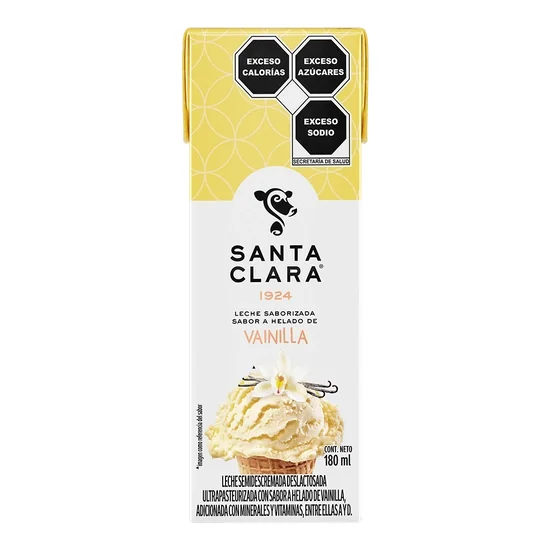 EXCESO
CALORÍAS
EXCESO
AZÚCARES
EXCESO
SODIO
SECRETARÍA DE SALUD
SANTA
CLARA®
1924
LECHE SABORIZADA
SABOR A HELADO DE
VAINILLA
*imagen como referencia del sabor
CONT. NETO
180 ml
LECHE SEMIDESCREMADA DESLACTOSADA
ULTRAPASTEURIZADA CON SABOR A HELADO DE VAINILLA,
ADICIONADA CON MINERALES Y VITAMINAS, ENTRE ELLAS A Y D.